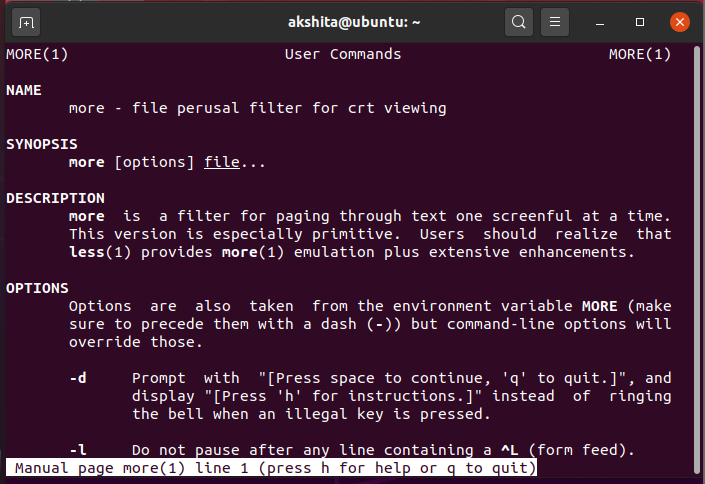 akshita@ubuntu: ~
MORE(1) User Commands MORE(1)
NAME
more - file perusal filter for crt viewing
SYNOPSIS
more [options] file...
DESCRIPTION
more is a filter for paging through text one screenful at a time.
This version is especially primitive. Users should realize that
less(1) provides more(1) emulation plus extensive enhancements.
OPTIONS
Options are also taken from the environment variable MORE (make
sure to precede them with a dash (-)) but command-line options will
override those.
-d Prompt with "[Press space to continue, 'q' to quit.]", and
display "[Press 'h' for instructions.]" instead of ringing
the bell when an illegal key is pressed.
-l Do not pause after any line containing a ^L (form feed).
Manual page more(1) line 1 (press h for help or q to quit)